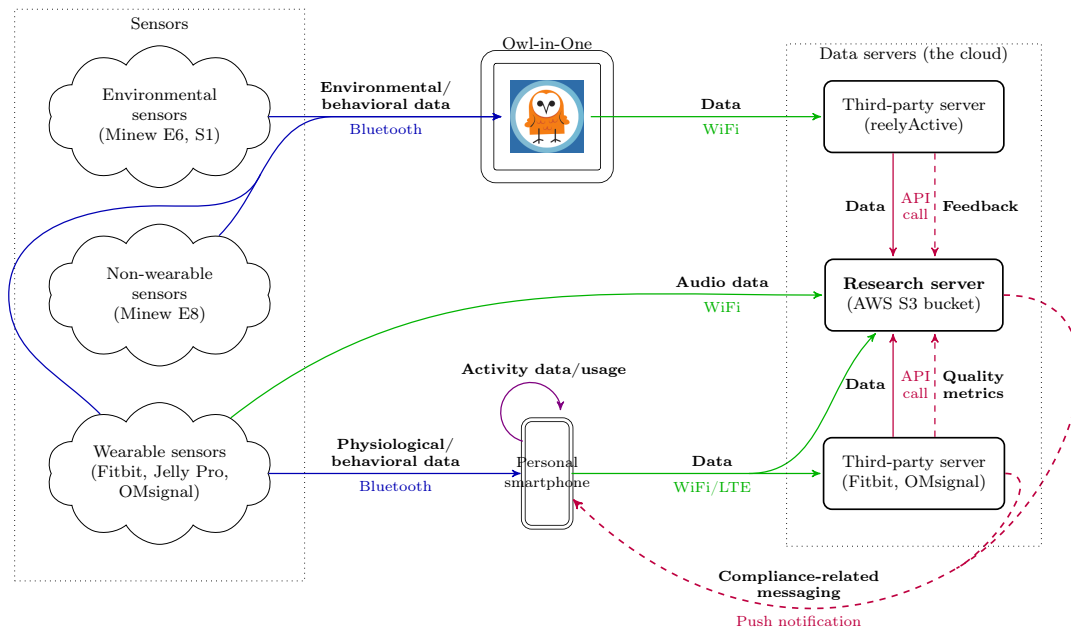 Sensors
Environmental
sensors
(Minew E6, S1)
Non-wearable
sensors
(Minew E8)
Wearable sensors
(Fitbit, Jelly Pro,
OMsignal)
Environmental/
behavioral data
Bluetooth
Owl-in-One
Data
WiFi
Data servers (the cloud)
Third-party server
(reelyActive)
Data
API
call
Feedback
Audio data
WiFi
Research server
(AWS S3 bucket)
Activity data/usage
Physiological/
behavioral data
Bluetooth
Personal
smartphone
Data
WiFi/LTE
Data
API
call
Quality
metrics
Third-party server
(Fitbit, OMsignal)
Compliance-related
messaging
Push notification